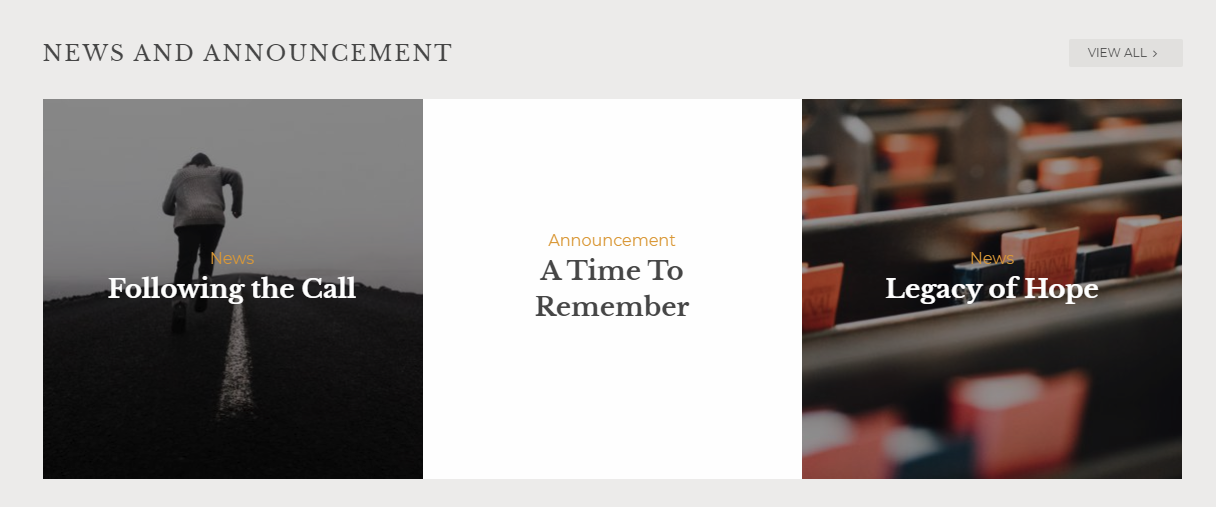 NEWS AND ANNOUNCEMENT
VIEW ALL ›
News
Following the Call
Announcement
A Time To
Remember
News
Legacy of Hope